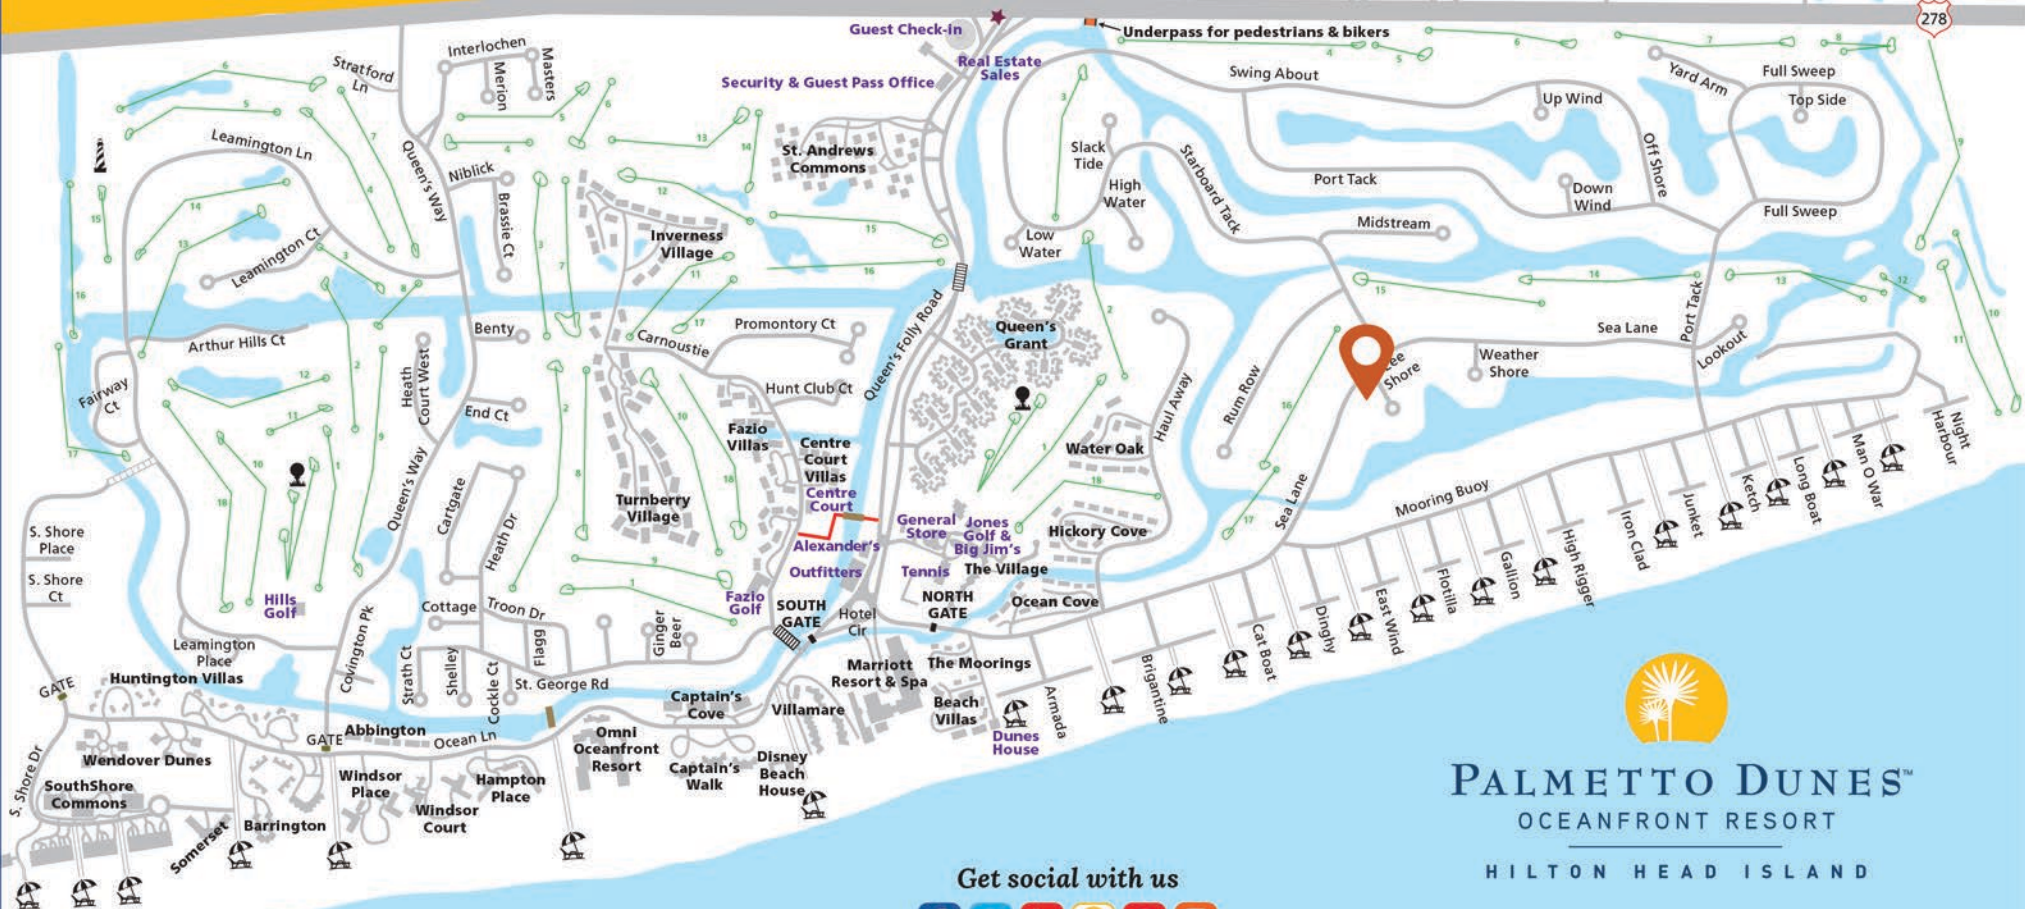 278
Guest Check-in
Underpass for pedestrians & bikers
Real Estate
Sales
Security & Guest Pass Office
Interlochen
Merion
Masters
Stratford
Ln
Leamington Ln
Queen's Way
Niblick
Brassie Ct
St. Andrews
Commons
Swing About
Up Wind
Yard Arm
Full Sweep
Top Side
Slack
Tide
High
Water
Starboard Tack
Port Tack
Off Shore
Down
Wind
Full Sweep
Midstream
Low
Water
Inverness
Village
Leamington Ct
Arthur Hills Ct
Benty
Carnoustie
Promontory Ct
Queen's Folly Road
Queen's
Grant
Port Tack
Sea Lane
Lookout
Weather
Shore
Shore
Rum Row
Haul Away
Fairway
Ct
Heath
Court West
End Ct
Hunt Club Ct
Fazio
Villas
Centre
Court
Villas
Centre
Court
Water Oak
Night
Harbour
Man O War
Long Boat
Ketch
Junket
Iron Clad
High Rigger
Gallion
Flotilla
East Wind
Dinghy
Cat Boat
Brigantine
Armada
Mooring Buoy
Sea Lane
Queen's Way
Cartgate
Heath Dr
Turnberry
Village
S. Shore
Place
S. Shore
Ct
General
Store
Jones
Golf &
Big Jim's
Hickory Cove
Alexander's
Outfitters
Tennis
The Village
Hills
Golf
Fazio
Golf
SOUTH
GATE
Hotel
Cir
NORTH
GATE
Ocean Cove
Cottage
Troon Dr
Flagg
Ginger
Beer
Leamington
Place
Covington Pk
Strath Ct
Shelley
Cockle Ct
St. George Rd
Marriott
Resort & Spa
The Moorings
GATE
Huntington Villas
Captain's
Cove
Villamare
Beach
Villas
Dunes
House
GATE
Abbington
Ocean Ln
Omni
Oceanfront
Resort
Captain's
Walk
Disney
Beach
House
Wendover Dunes
S. Shore Dr
SouthShore
Commons
Windsor
Place
Hampton
Place
Windsor
Court
Barrington
Somerset
PALMETTO DUNES™
OCEANFRONT RESORT
HILTON HEAD ISLAND
Get social with us